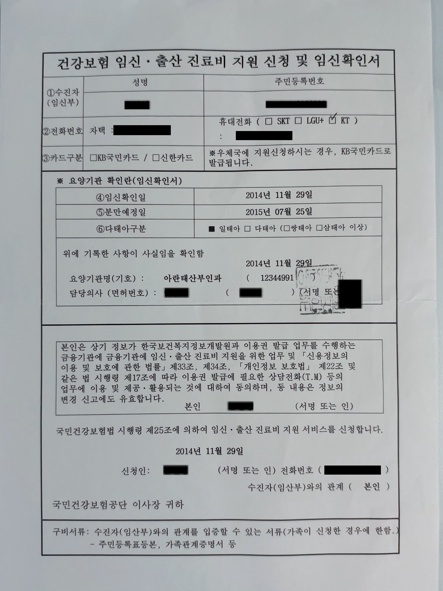 건강보험 임신・출산 진료비 지원 신청 및 임신확인서
①수진자
(임신부)
성명
주민등록번호
②전화번호
자택 :
휴대전화 ( □ SKT □ LGU+ ☑ KT )
:
③카드구분
□KB국민카드 / □신한카드
※우체국에 지원신청하시는 경우, KB국민카드로
발급됩니다.
※ 요양기관 확인란(임신확인서)
④임신확인일
2014년 11월 29일
⑤분만예정일
2015년 07월 25일
⑥다태아구분
■ 일태아 □ 다태아 (□쌍태아 □삼태아 이상)
위에 기록한 사항이 사실임을 확인함
2014년 11월 29일
요양기관명(기호) : 아란태산부인과 ( 12344991
담당의사 (면허번호) : ( ) (서명 또는
본인은 상기 정보가 한국보건복지정보개발원과 이용권 발급 업무를 수행하는
금융기관에 금융기관에 임신・출산 진료비 지원을 위한 업무 및 「신용정보의
이용 및 보호에 관한 법률」제33조, 제34조, 「개인정보 보호법」 제22조 및
같은 법 시행령 제17조에 따라 이용권 발급에 필요한 상담전화(T.M) 등의
업무에 이용 및 제공・활용되는 것에 대하여 동의하며, 동 내용은 정보의
변경 신고에도 유효합니다.
본인 (서명 또는 인)
국민건강보험법 시행령 제25조에 의하여 임신・출산 진료비 지원 서비스를 신청합니다.
2014년 11월 29일
신청인: (서명 또는 인) 전화번호 ( )
수진자(임산부)와의 관계 ( 본인 )
국민건강보험공단 이사장 귀하
구비서류: 수진자(임산부)와의 관계를 입증할 수 있는 서류(가족이 신청한 경우에 한함.)
- 주민등록표등본, 가족관계증명서 등